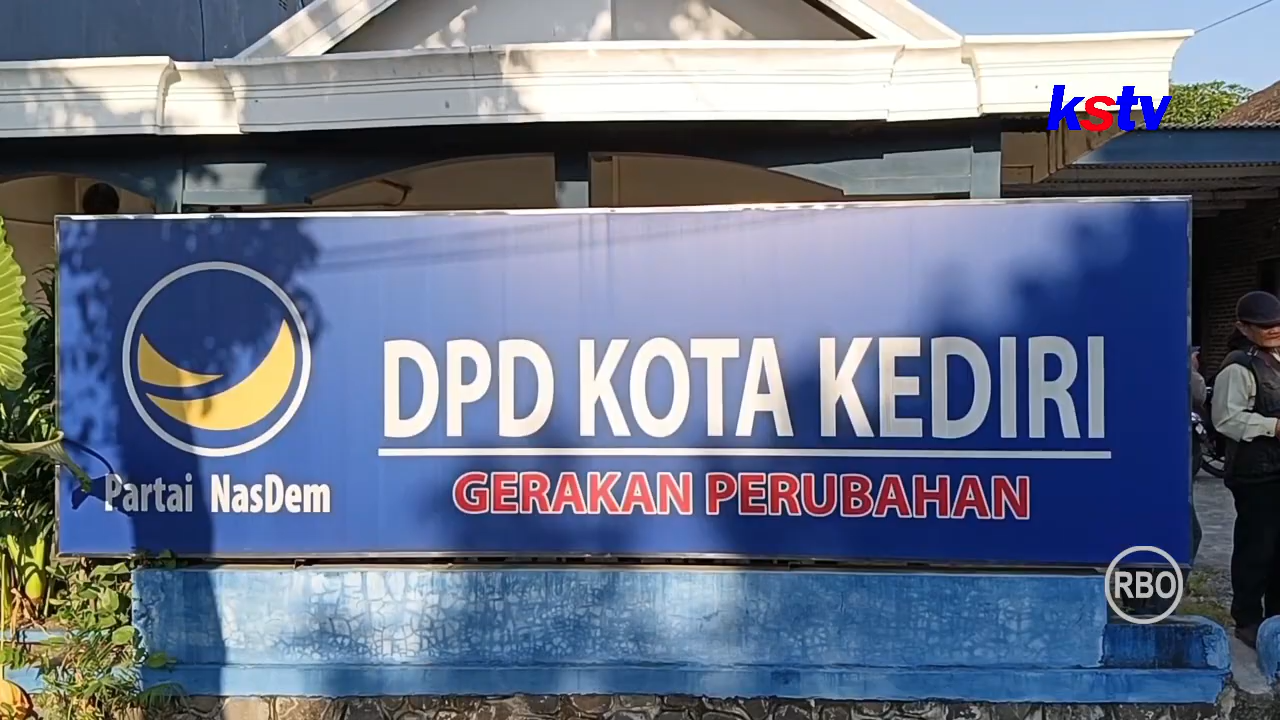 kstv
DPD KOTA KEDIRI
Partai NasDem
GERAKAN PERUBAHAN
RBO